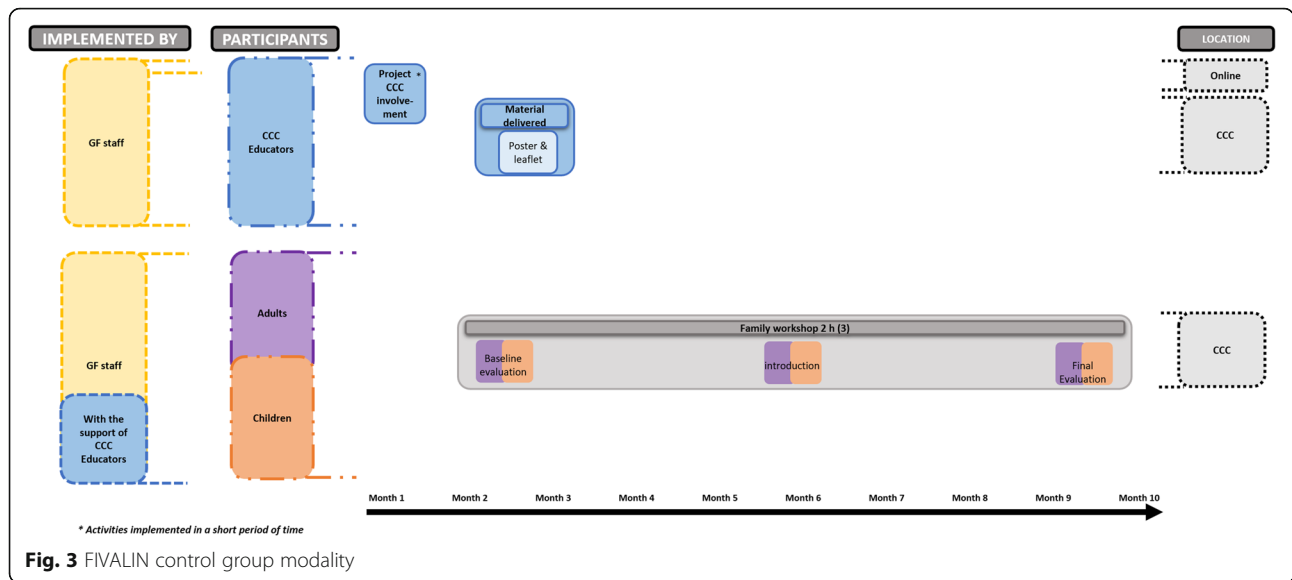 IMPLEMENTED BY
PARTICIPANTS
LOCATION
GF staff
CCC
Educators
Project *
CCC
involve-
ment
Material
delivered
Poster &
leaflet
Online
CCC
GF staff
With the
support of
CCC
Educators
Adults
Children
Family workshop 2 h (3)
Baseline
evaluation
introduction
Final
Evaluation
CCC
Month 1
Month 2
Month 3
Month 4
Month 5
Month 6
Month 7
Month 8
Month 9
Month 10
* Activities implemented in a short period of time
Fig. 3 FIVALIN control group modality